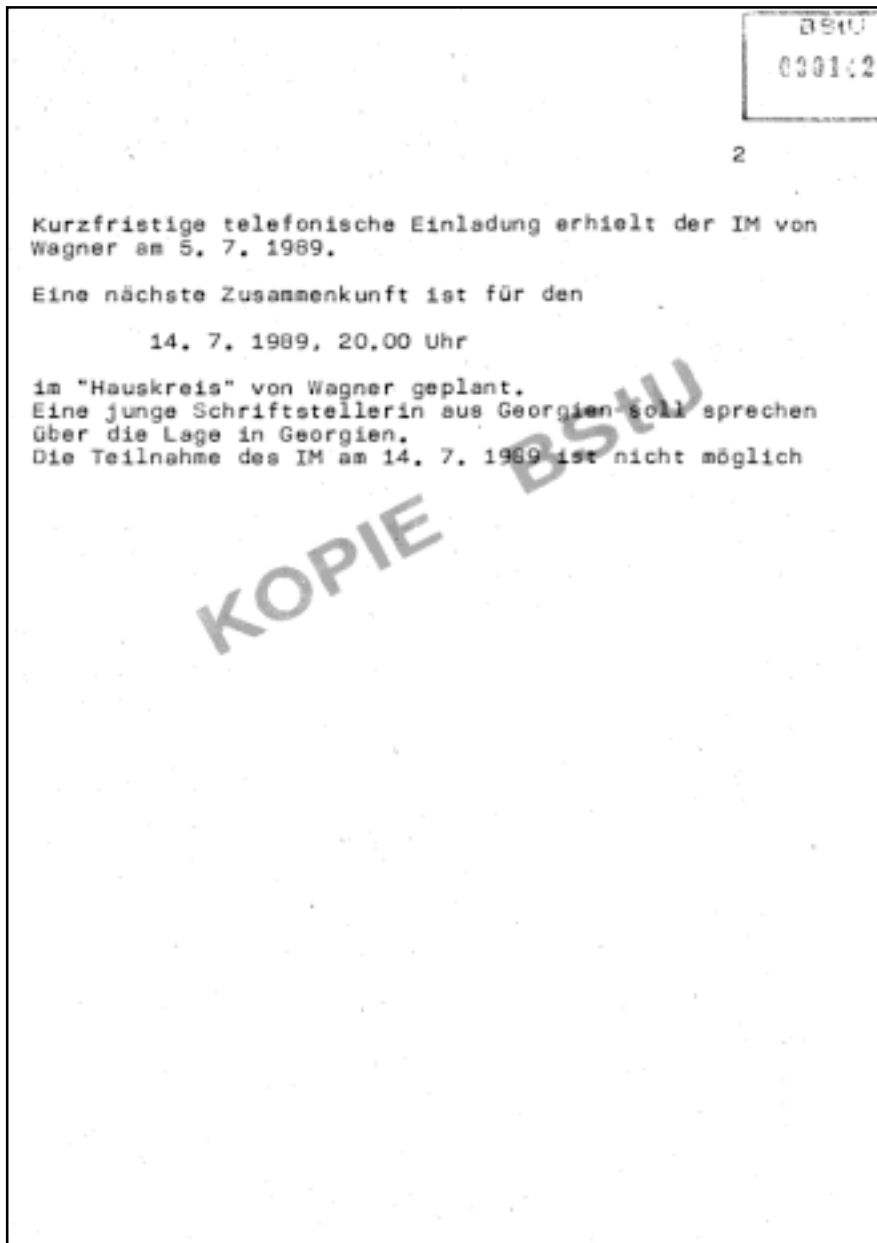 BStU
2
Kurzfristige telefonische Einladung erhielt der IM von
Wagner am 5. 7. 1989.
Eine nächste Zusammenkunft ist für den
14. 7. 1989, 20.00 Uhr
im "Hauskreis" von Wagner geplant.
Eine junge Schriftstellerin aus Georgien soll sprechen
über die Lage in Georgien.
Die Teilnahme des IM am 14. 7. 1989 ist nicht möglich
KOPIE BStU